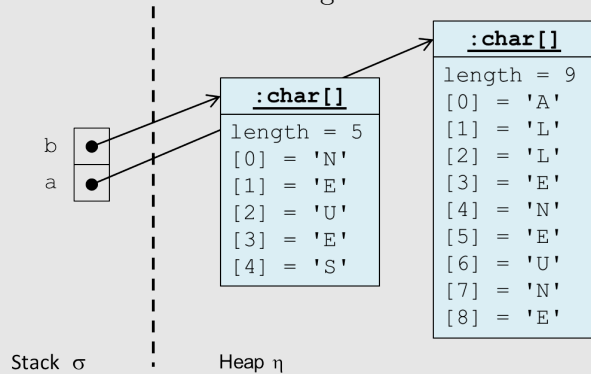 b
a
:char[]
length = 5
[0] = 'N'
[1] = 'E'
[2] = 'U'
[3] = 'E'
[4] = 'S'
:char[]
length = 9
[0] = 'A'
[1] = 'L'
[2] = 'L'
[3] = 'E'
[4] = 'N'
[5] = 'E'
[6] = 'U'
[7] = 'N'
[8] = 'E'
Stack σ
Heap η